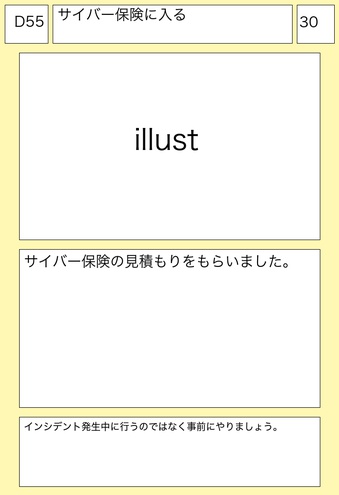 D55
サイバー保険に入る
30
illust
サイバー保険の見積もりをもらいました。
インシデント発生中に行うのではなく事前にやりましょう。